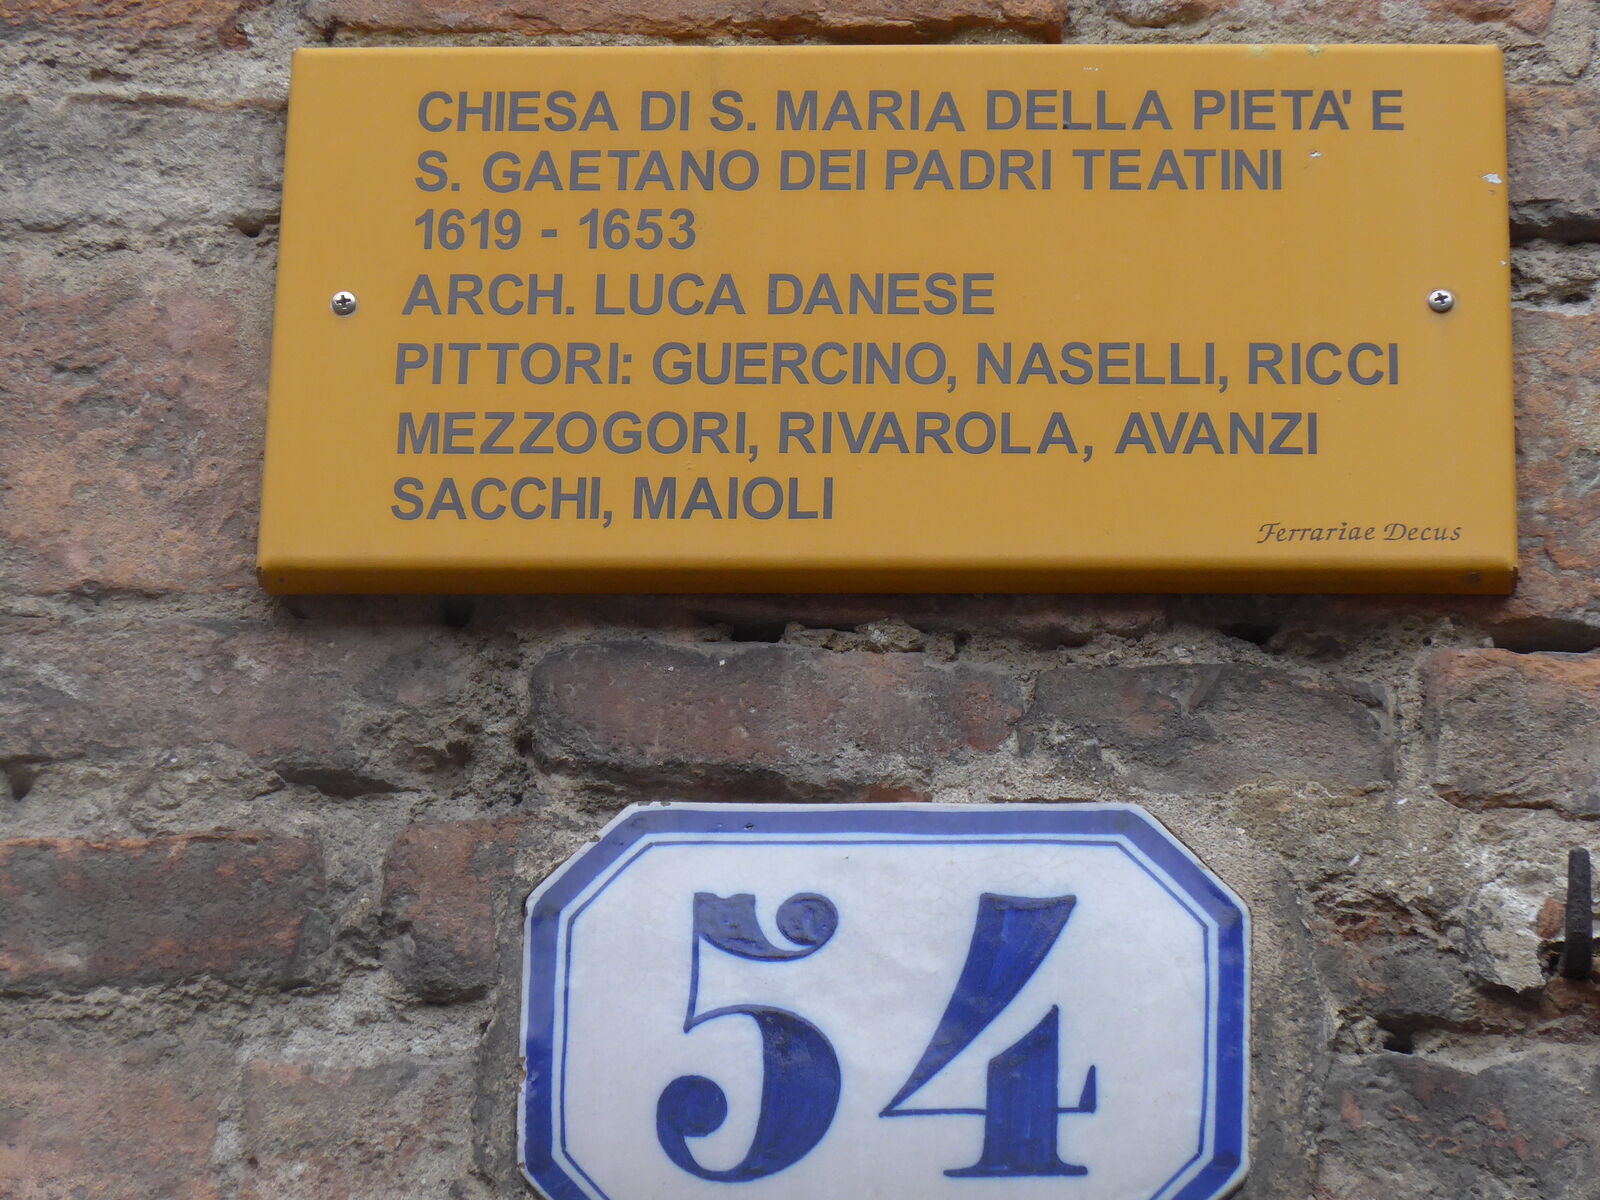 CHIESA DI S. MARIA DELLA PIETA' E
S. GAETANO DEI PADRI TEATINI
1619 - 1653
ARCH. LUCA DANESE
PITTORI: GUERCINO, NASELLI, RICCI
MEZZOGORI, RIVAROLA, AVANZI
SACCHI, MAIOLI
Ferrariae Decus
54